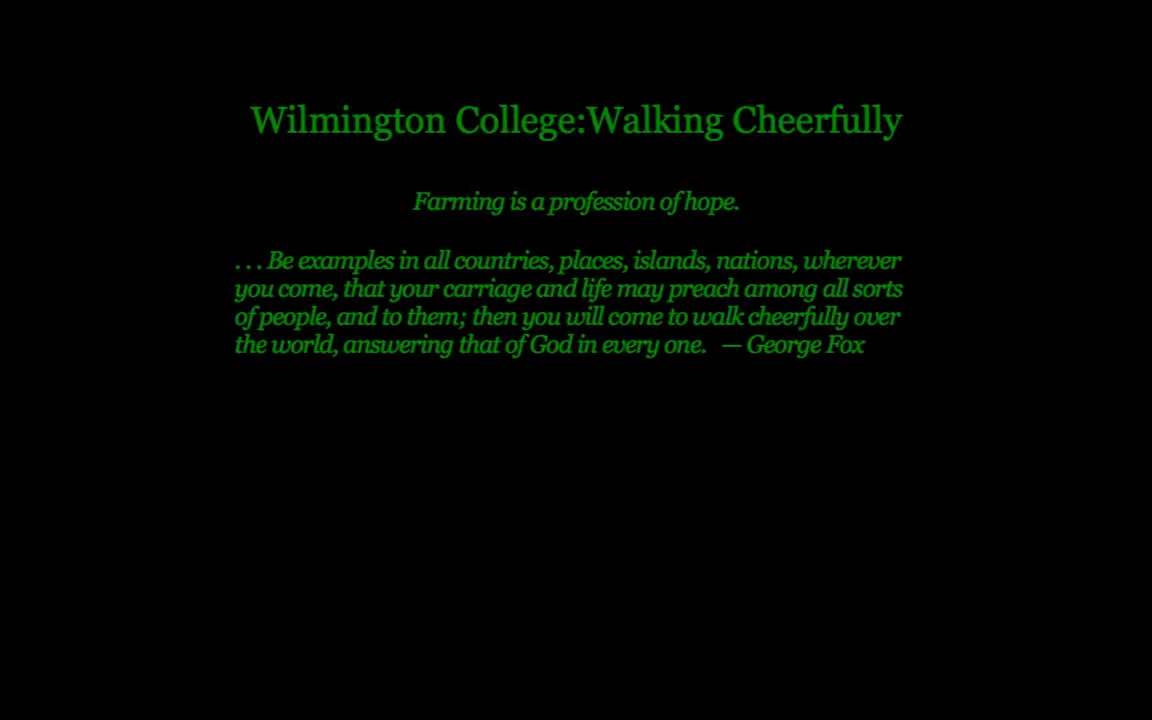 Wilmington College:Walking Cheerfully
Farming is a profession of hope.
. . . Be examples in all countries, places, islands, nations, wherever
you come, that your carriage and life may preach among all sorts
of people, and to them; then you will come to walk cheerfully over
the world, answering that of God in every one. — George Fox